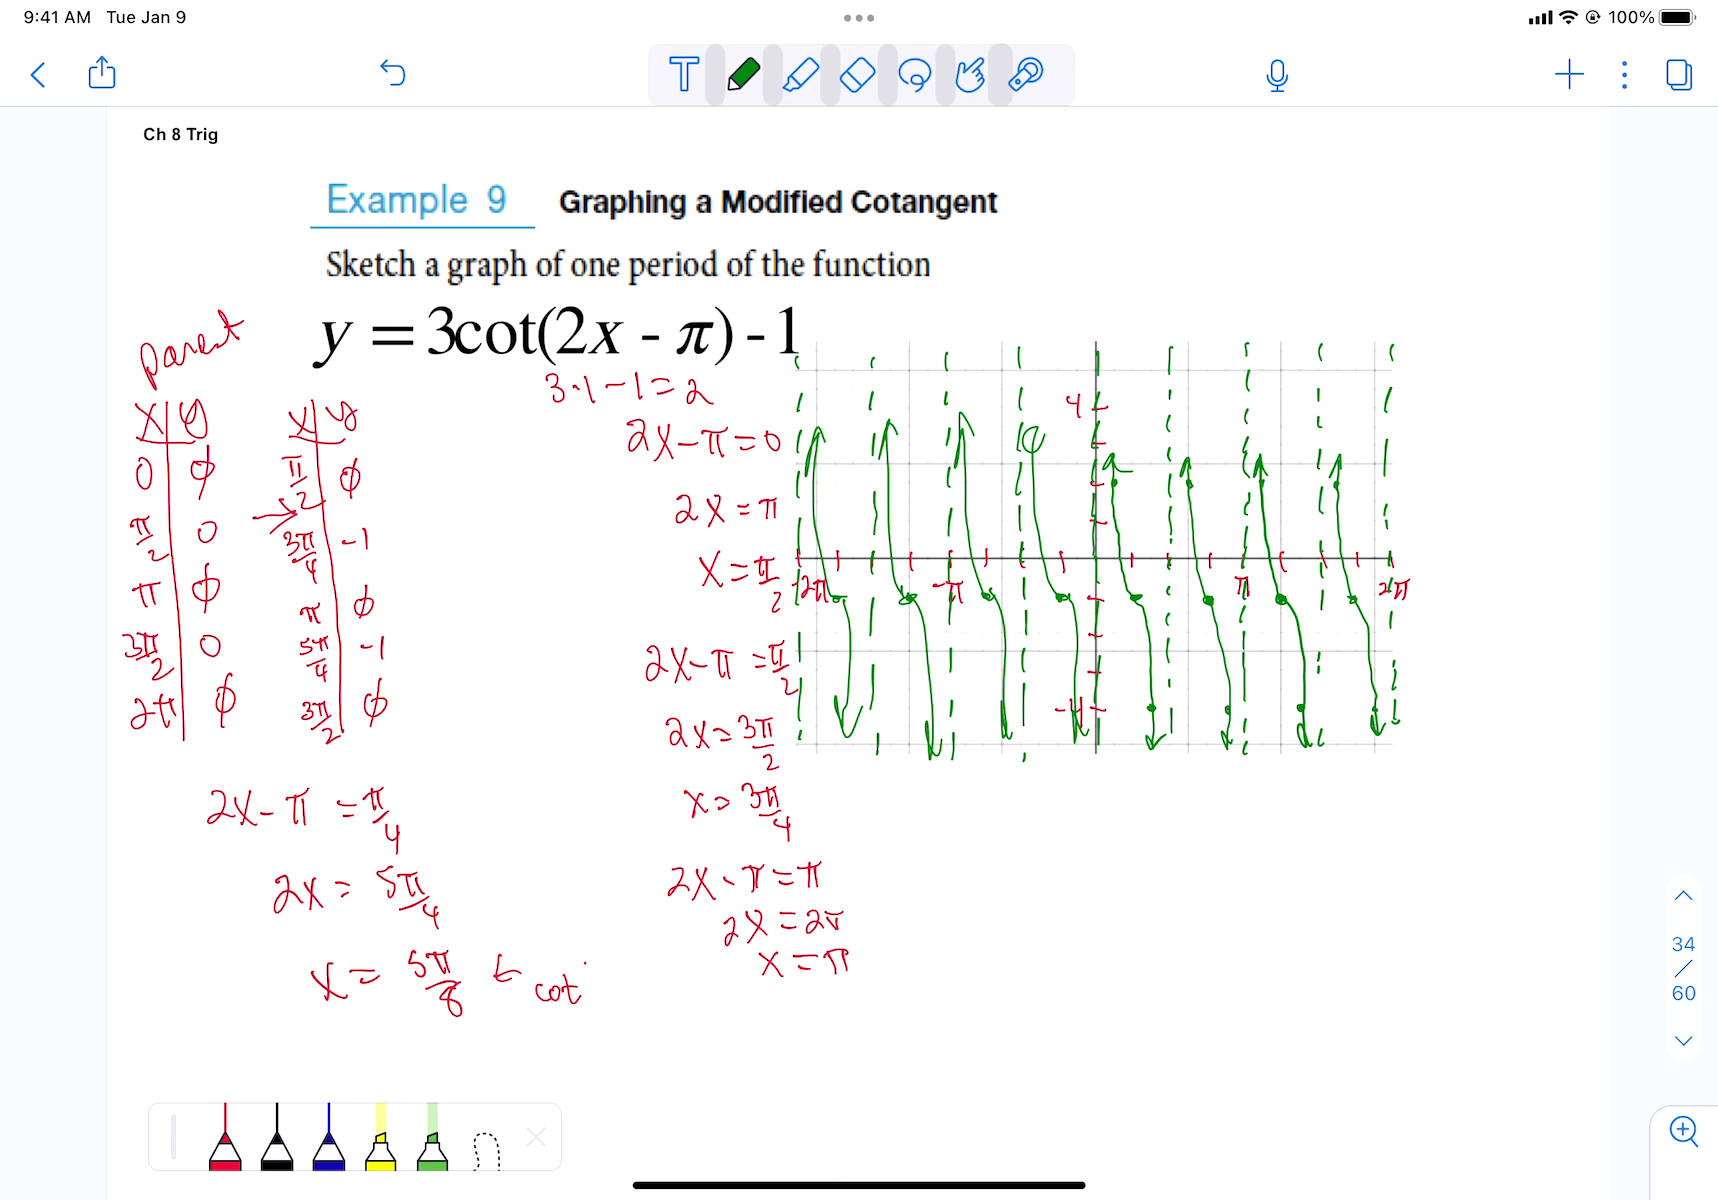 9:41 AM Tue Jan 9
100%
Ch 8 Trig
Example 9 Graphing a Modified Cotangent
Sketch a graph of one period of the function
y = 3cot(2x - π) - 1
parent
x | y
0 | ϕ
π/2 | 0
π | ϕ
3π/2 | 0
2π | ϕ
x | y
π/2 | ϕ
→ 3π/4 | -1
π | ϕ
5π/4 | -1
3π/2 | ϕ
2x - π = π/4
2x = 5π/4
x = 5π/8 ← cot
3·1 - 1 = 2
2x - π = 0
2x = π
x = π/2
2x - π = π/2
2x = 3π/2
x = 3π/4
2x - π = π
2x = 2π
x = π
4
-2π -π π 2π
-4
34
/
60